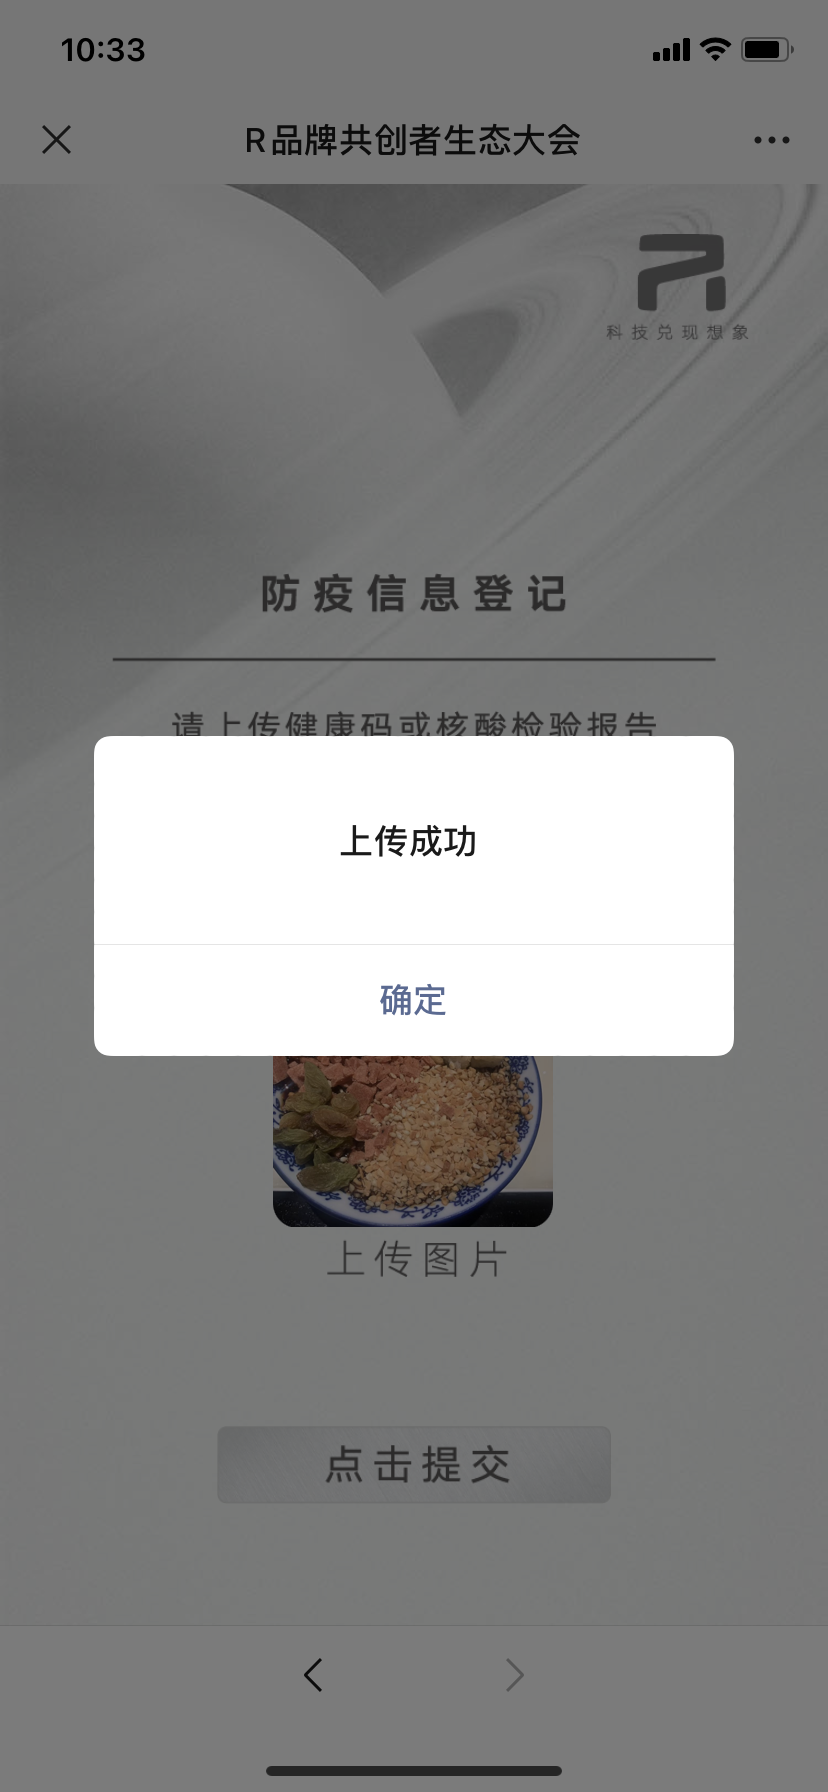 10:33
R品牌共创者生态大会
科技兑现想象
防疫信息登记
请上传健康码或核酸检验报告
上传成功
确定
上传图片
点击提交